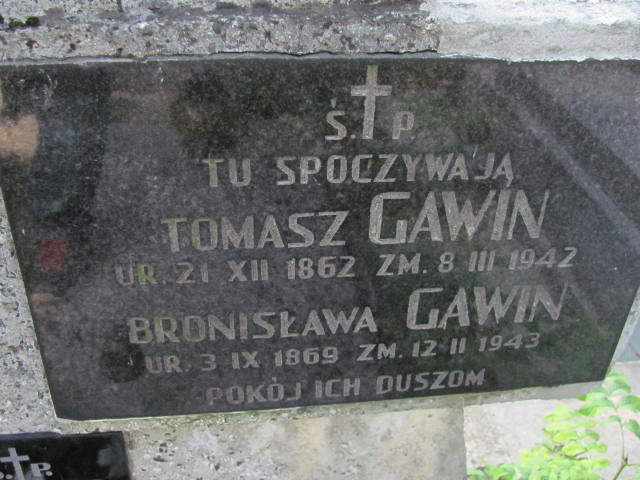 Ś.✝P
TU SPOCZYWAJĄ
TOMASZ GAWIN
UR. 21 XII 1862 ZM. 8 III 1942
BRONISŁAWA GAWIN
UR. 3 IX 1869 ZM. 12 II 1943
POKÓJ ICH DUSZOM
Ś.✝P.